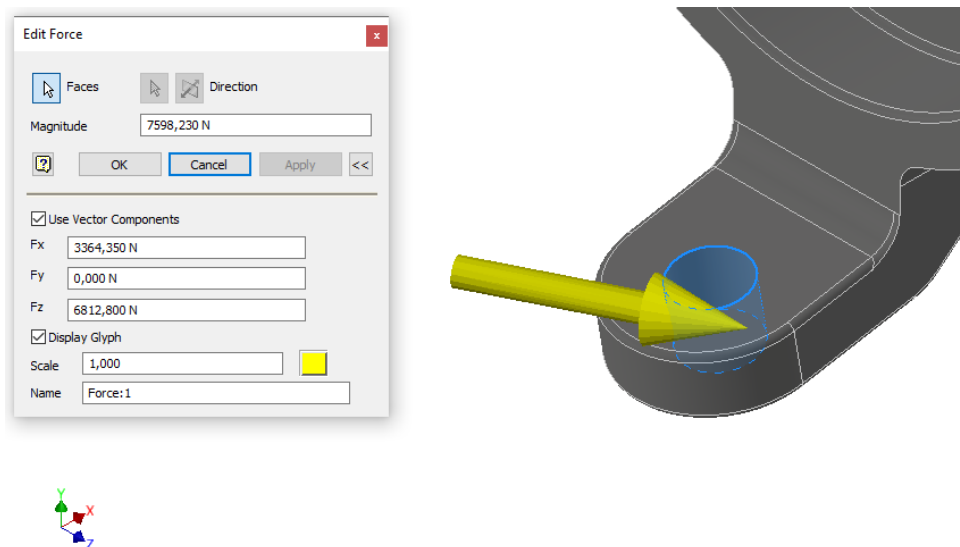 Edit Force
x
Faces
Direction
Magnitude
7598,230 N
?
OK
Cancel
Apply
<<
Use Vector Components
Fx
3364,350 N
Fy
0,000 N
Fz
6812,800 N
Display Glyph
Scale
1,000
Name
Force:1
Y
X
Z